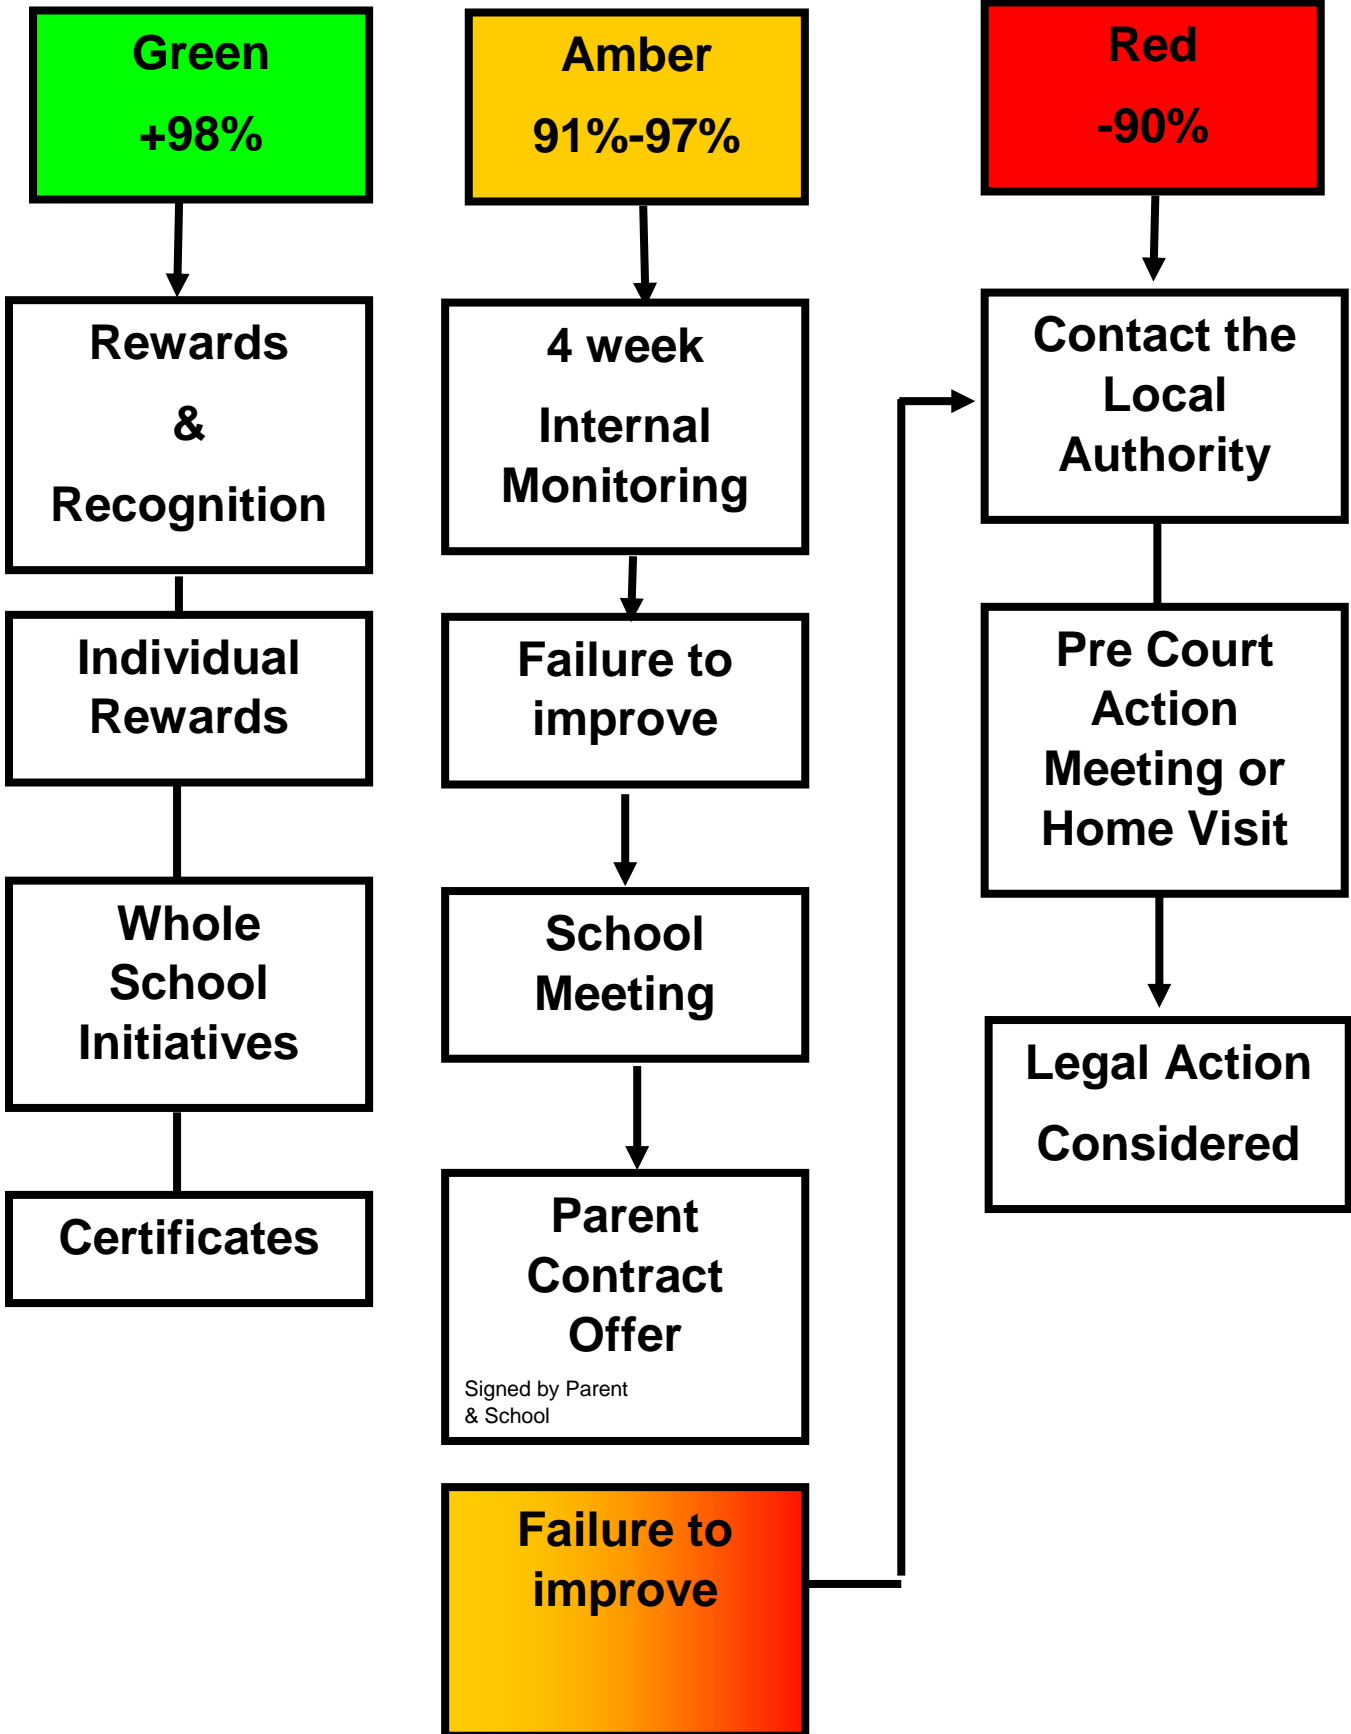 Green
+98%
Rewards
&
Recognition
Individual
Rewards
Whole
School
Initiatives
Certificates
Amber
91%-97%
4 week
Internal
Monitoring
Failure to
improve
School
Meeting
Parent
Contract
Offer
Signed by Parent
& School
Failure to
improve
Red
-90%
Contact the
Local
Authority
Pre Court
Action
Meeting or
Home Visit
Legal Action
Considered